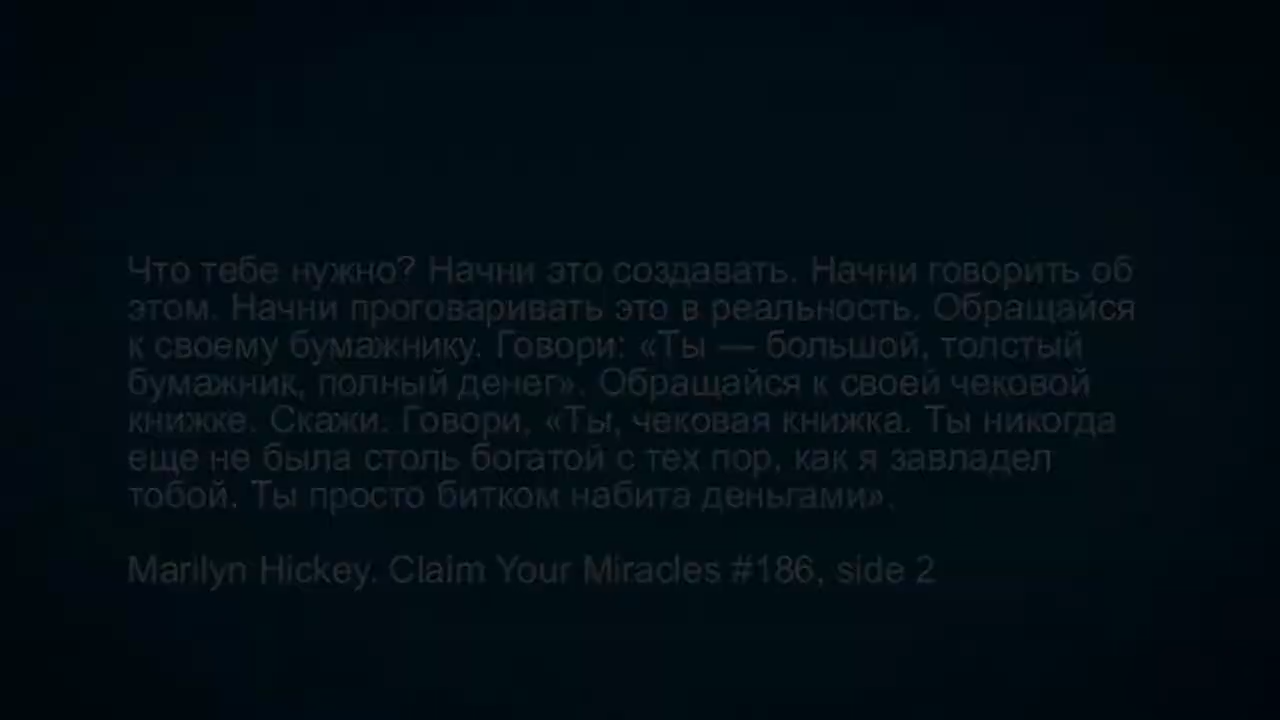 Что тебе нужно? Начни это создавать. Начни говорить об
этом. Начни проговаривать это в реальность. Обращайся
к своему бумажнику. Говори: «Ты — большой, толстый
бумажник, полный денег». Обращайся к своей чековой
книжке. Скажи. Говори, «Ты, чековая книжка. Ты никогда
еще не была столь богатой с тех пор, как я завладел
тобой. Ты просто битком набита деньгами».
Marilyn Hickey. Claim Your Miracles #186, side 2